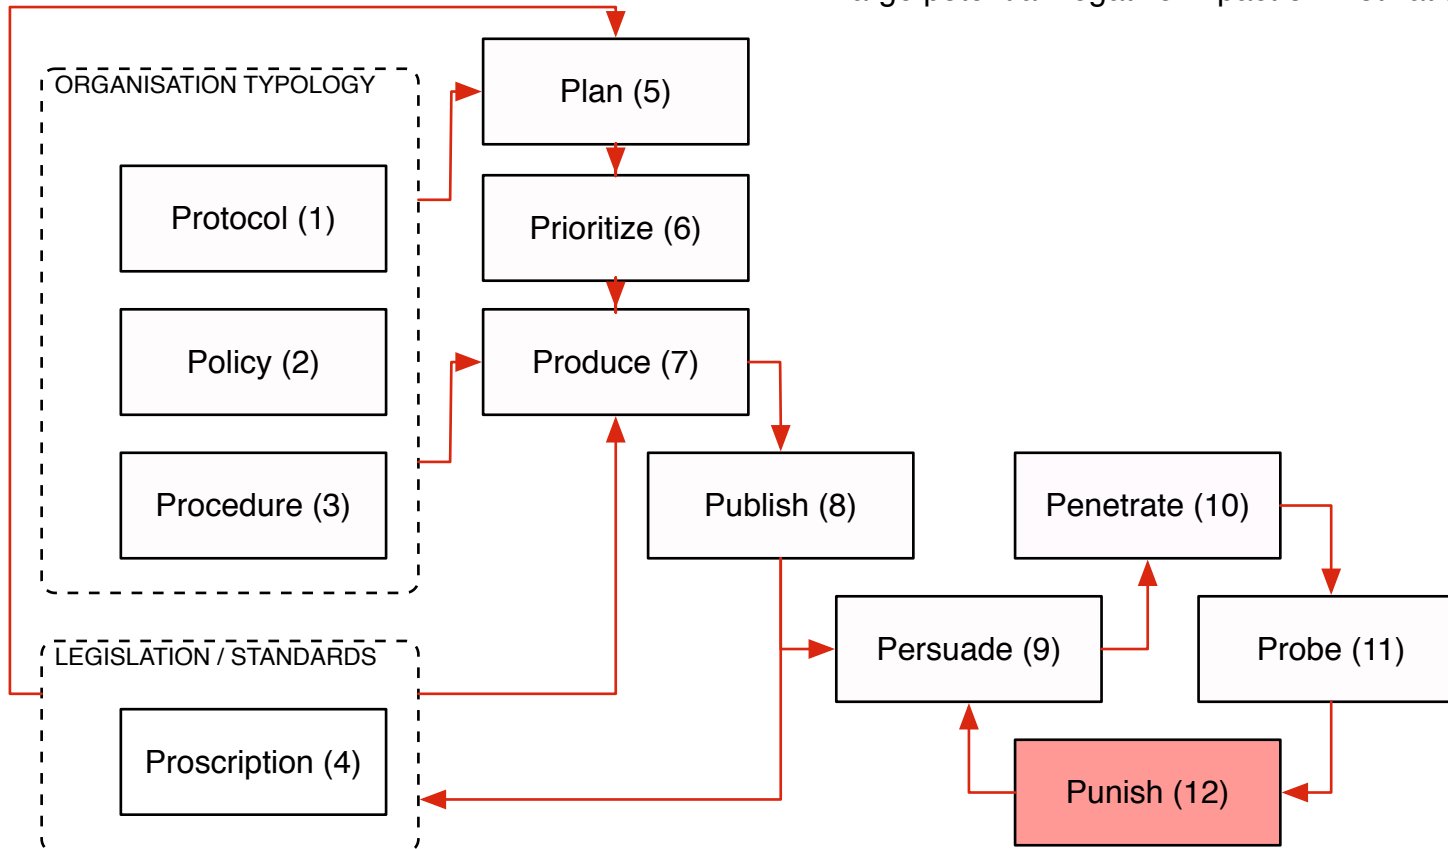 ORGANISATION TYPOLOGY
Protocol (1)
Policy (2)
Procedure (3)
LEGISLATION / STANDARDS
Proscription (4)
Plan (5)
Prioritize (6)
Produce (7)
Publish (8)
Persuade (9)
Penetrate (10)
Probe (11)
Punish (12)